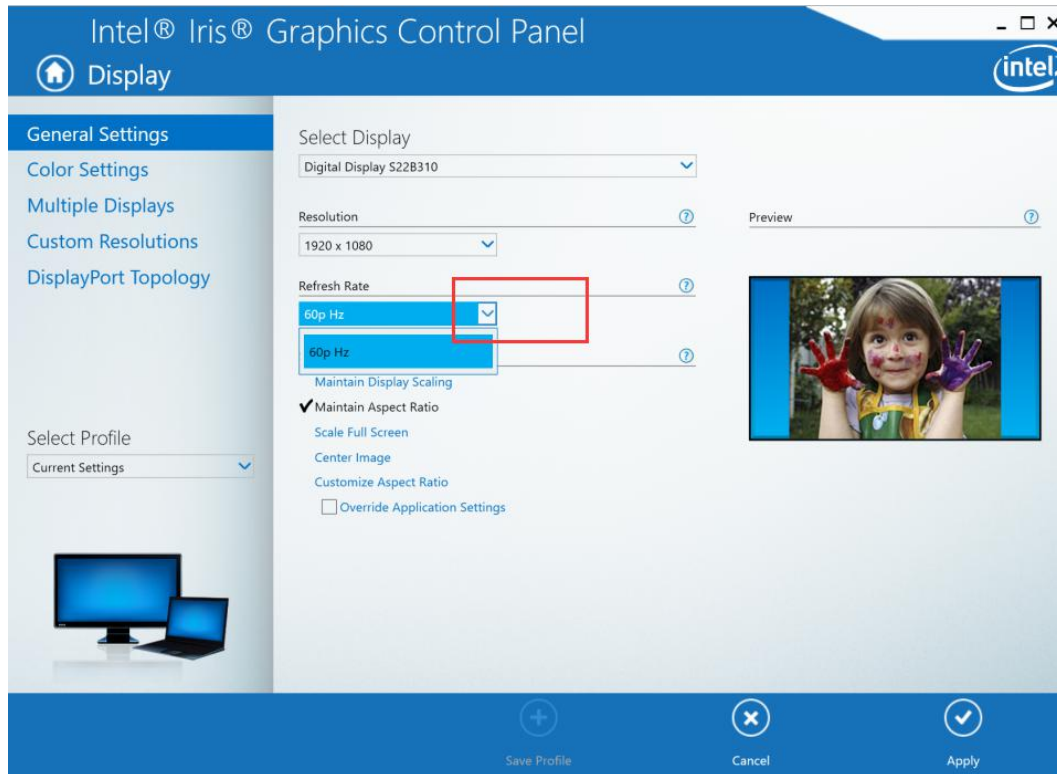 Intel® Iris® Graphics Control Panel
Display
intel
General Settings
Color Settings
Multiple Displays
Custom Resolutions
DisplayPort Topology
Select Profile
Current Settings
Select Display
Digital Display S22B310
Resolution
?
1920 x 1080
Refresh Rate
?
60p Hz
60p Hz
?
Maintain Display Scaling
Maintain Aspect Ratio
Scale Full Screen
Center Image
Customize Aspect Ratio
Override Application Settings
Preview
?
Save Profile
Cancel
Apply